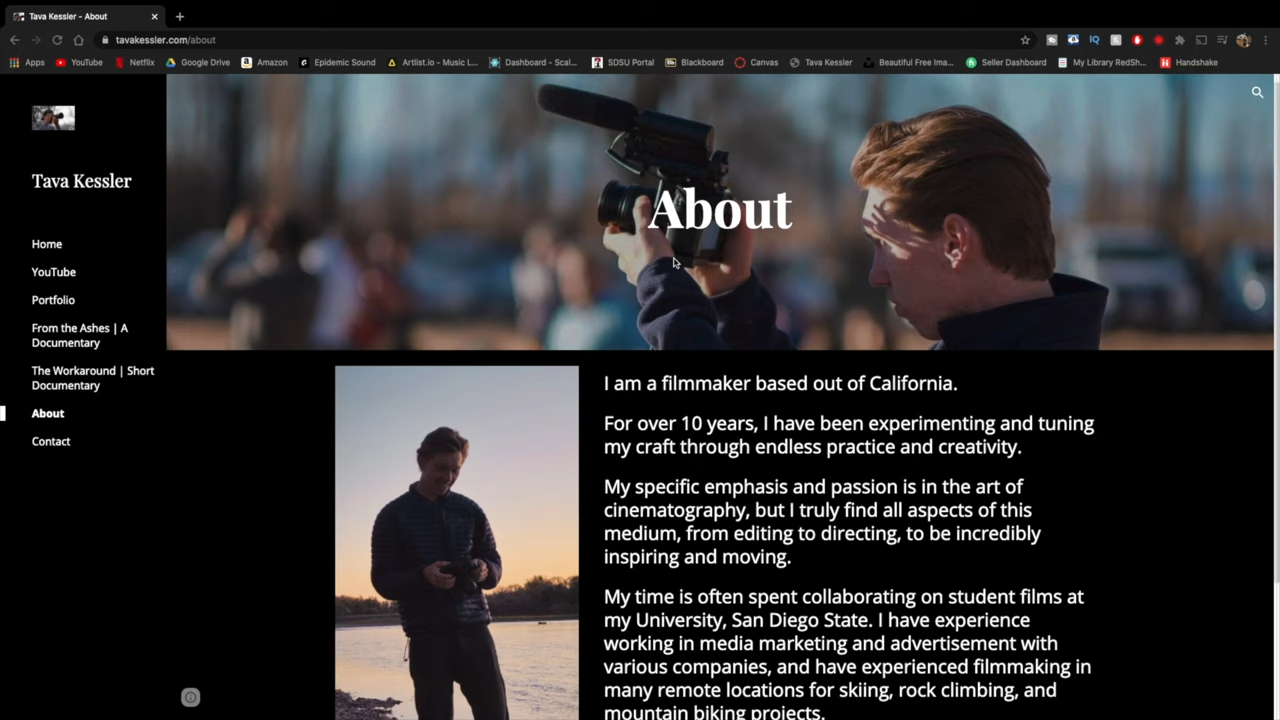 Tava Kessler - About
tavakessler.com/about
Apps YouTube Netflix Google Drive Amazon Epidemic Sound Artlist.io - Music L... Dashboard - Scal... SDSU Portal Blackboard Canvas Tava Kessler Beautiful Free Ima... Seller Dashboard My Library RedSh... Handshake
Tava Kessler
Home
YouTube
Portfolio
From the Ashes | A
Documentary
The Workaround | Short
Documentary
About
Contact
About
I am a filmmaker based out of California.
For over 10 years, I have been experimenting and tuning
my craft through endless practice and creativity.
My specific emphasis and passion is in the art of
cinematography, but I truly find all aspects of this
medium, from editing to directing, to be incredibly
inspiring and moving.
My time is often spent collaborating on student films at
my University, San Diego State. I have experience
working in media marketing and advertisement with
various companies, and have experienced filmmaking in
many remote locations for skiing, rock climbing, and
mountain biking projects.